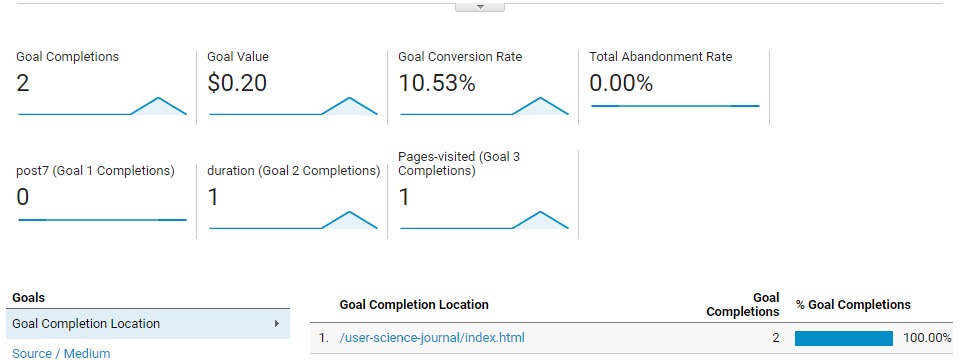 Goal Completions
2
Goal Value
$0.20
Goal Conversion Rate
10.53%
Total Abandonment Rate
0.00%
post7 (Goal 1 Completions)
0
duration (Goal 2 Completions)
1
Pages-visited (Goal 3
Completions)
1
Goals
Goal Completion Location
Source / Medium
Goal Completion Location
Goal
Completions
% Goal Completions
1. /user-science-journal/index.html 2 100.00%